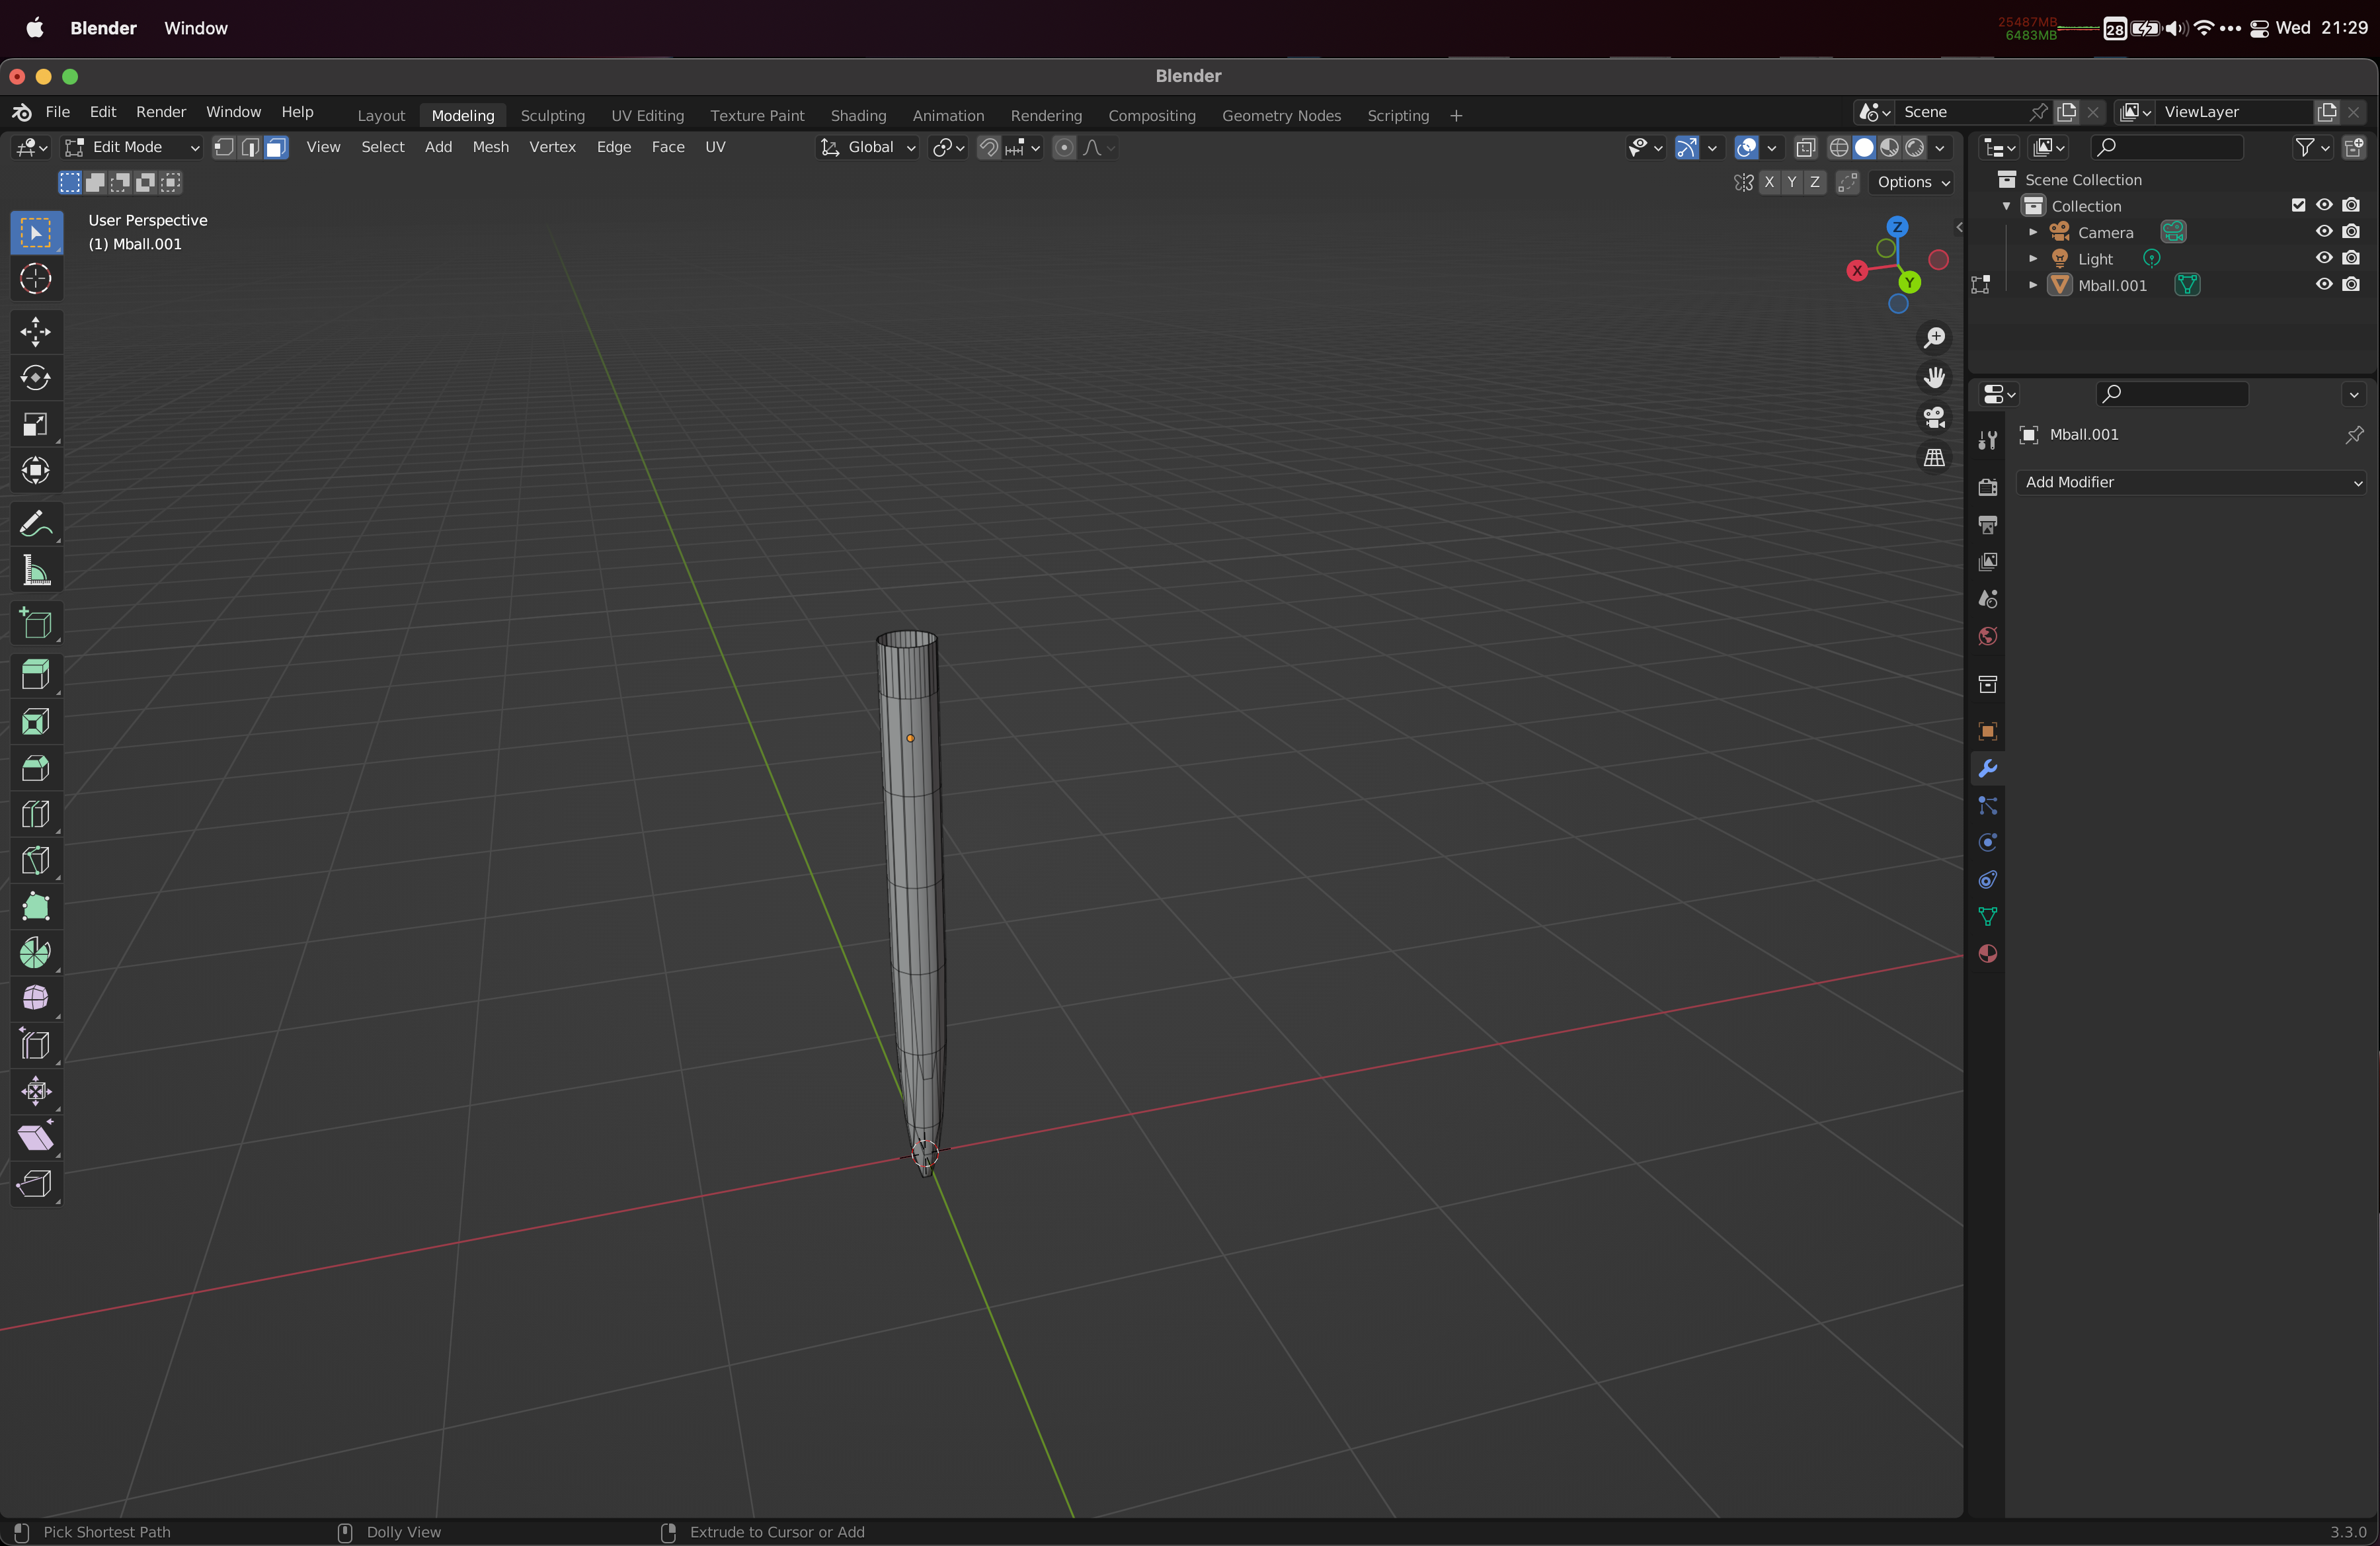 Blender Window 25487MB 6483MB 28 Wed 21:29
Blender
File Edit Render Window Help Layout Modeling Sculpting UV Editing Texture Paint Shading Animation Rendering Compositing Geometry Nodes Scripting + Scene ViewLayer
Edit Mode View Select Add Mesh Vertex Edge Face UV Global
X Y Z Options
User Perspective
(1) Mball.001
Z
X
Y
Scene Collection
Collection
Camera
Light
Mball.001
Mball.001
Add Modifier
Pick Shortest Path Dolly View Extrude to Cursor or Add 3.3.0